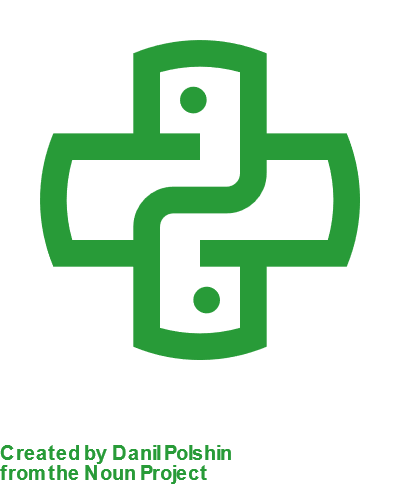 Created by Danil Polshin
from the Noun Project